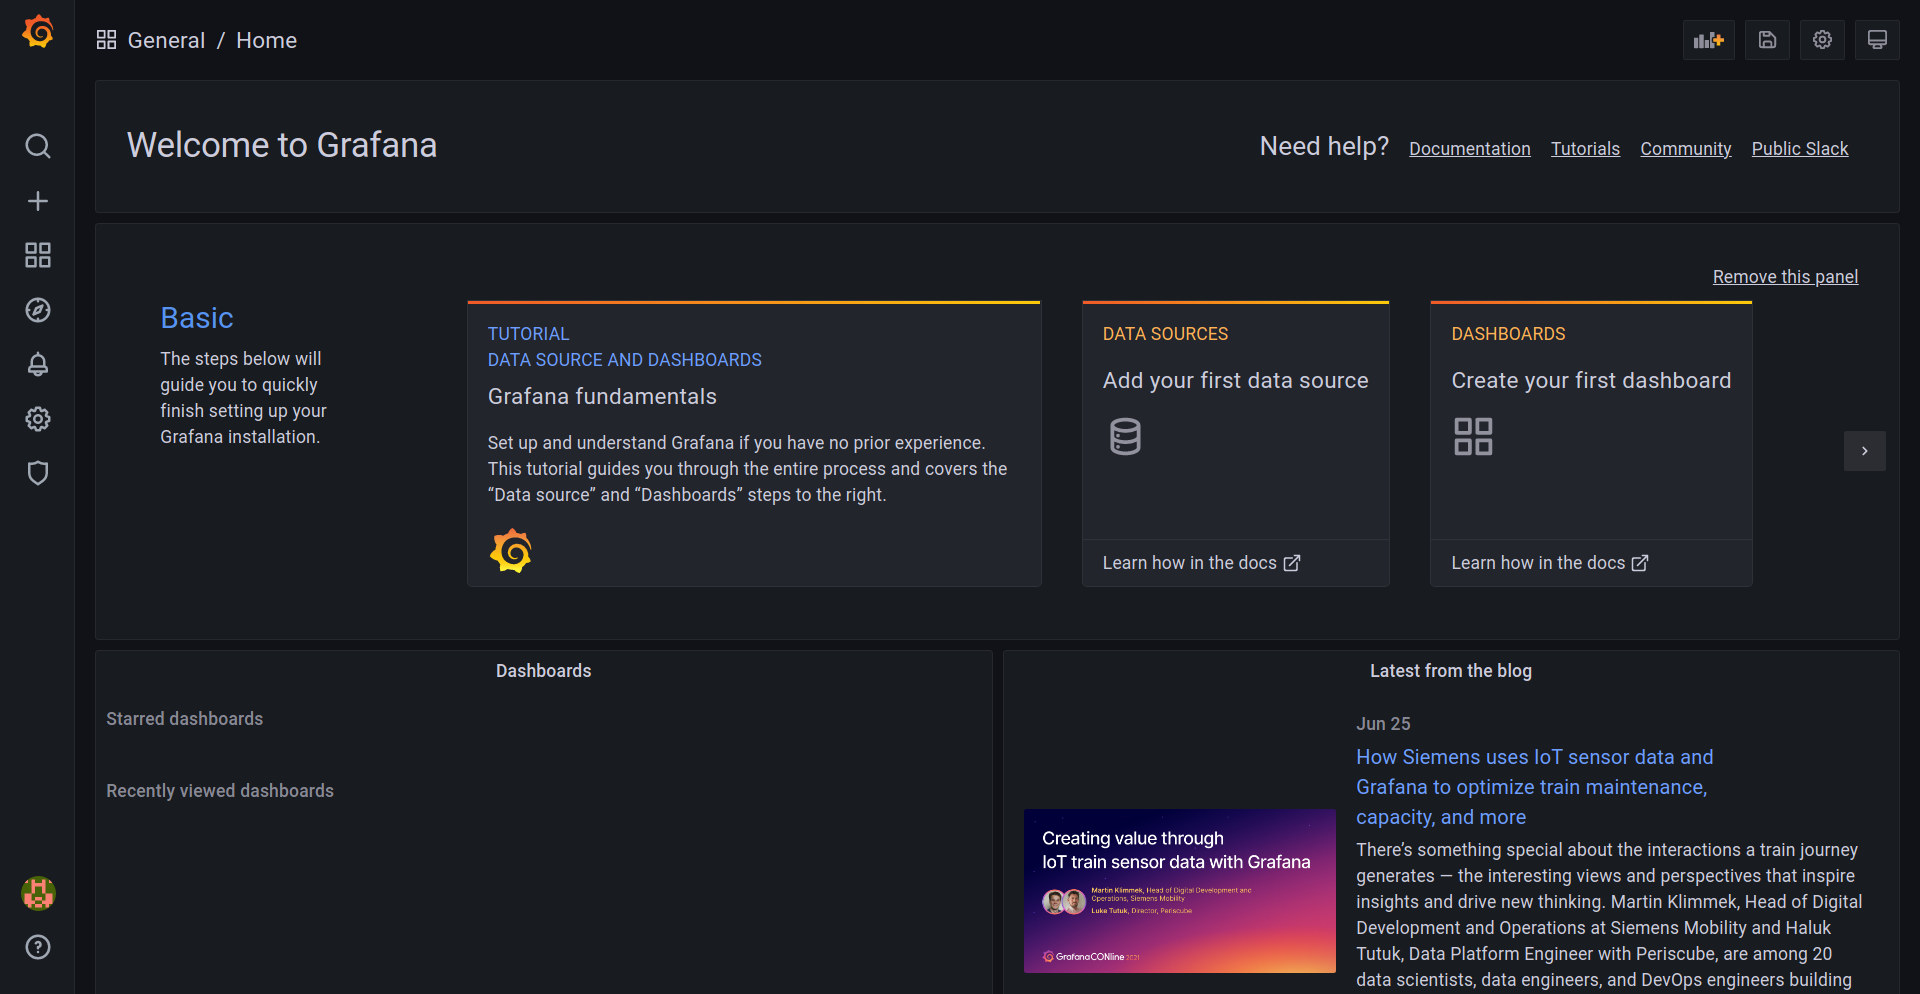 General / Home
Welcome to Grafana
Need help? Documentation Tutorials Community Public Slack
Remove this panel
Basic
The steps below will
guide you to quickly
finish setting up your
Grafana installation.
TUTORIAL
DATA SOURCE AND DASHBOARDS
Grafana fundamentals
Set up and understand Grafana if you have no prior experience.
This tutorial guides you through the entire process and covers the
“Data source” and “Dashboards” steps to the right.
DATA SOURCES
Add your first data source
Learn how in the docs
DASHBOARDS
Create your first dashboard
Learn how in the docs
Dashboards
Starred dashboards
Recently viewed dashboards
Latest from the blog
Creating value through
IoT train sensor data with Grafana
Martin Klimmek, Head of Digital Development and
Operations, Siemens Mobility
Luke Tutuk, Director, Periscube
GrafanaCONline 2021
Jun 25
How Siemens uses IoT sensor data and
Grafana to optimize train maintenance,
capacity, and more
There’s something special about the interactions a train journey
generates — the interesting views and perspectives that inspire
insights and drive new thinking. Martin Klimmek, Head of Digital
Development and Operations at Siemens Mobility and Haluk
Tutuk, Data Platform Engineer with Periscube, are among 20
data scientists, data engineers, and DevOps engineers building